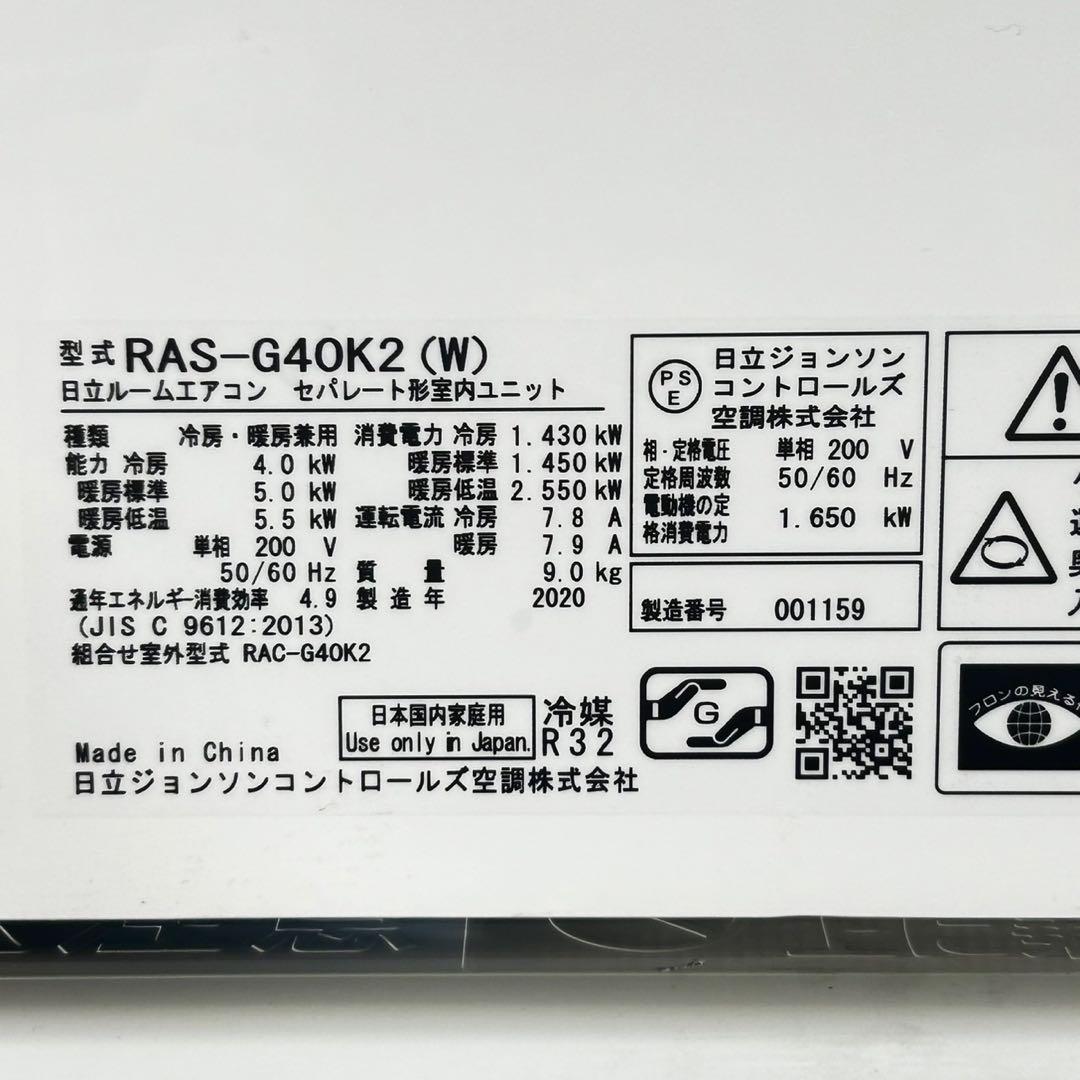 型式 RAS-G40K2(W)
日立ルームエアコン セパレート形室内ユニット
種類 冷房・暖房兼用
能力 冷房 4.0 kW
暖房標準 5.0 kW
暖房低温 5.5 kW
電源 単相 200 V
50/60 Hz
通年エネルギー消費効率 4.9
(JIS C 9612:2013)
組合せ室外型式 RAC-G40K2
消費電力 冷房 1.430 kW
暖房標準 1.450 kW
暖房低温 2.550 kW
運転電流 冷房 7.8 A
暖房 7.9 A
質量 9.0 kg
製造年 2020
PS
E
日立ジョンソン
コントロールズ
空調株式会社
相・定格電圧 単相 200 V
定格周波数 50/60 Hz
電動機の定
格消費電力 1.650 kW
製造番号 001159
日本国内家庭用
Use only in Japan.
冷媒
R32
G
フロンの見える
Made in China
日立ジョンソンコントロールズ空調株式会社
注意